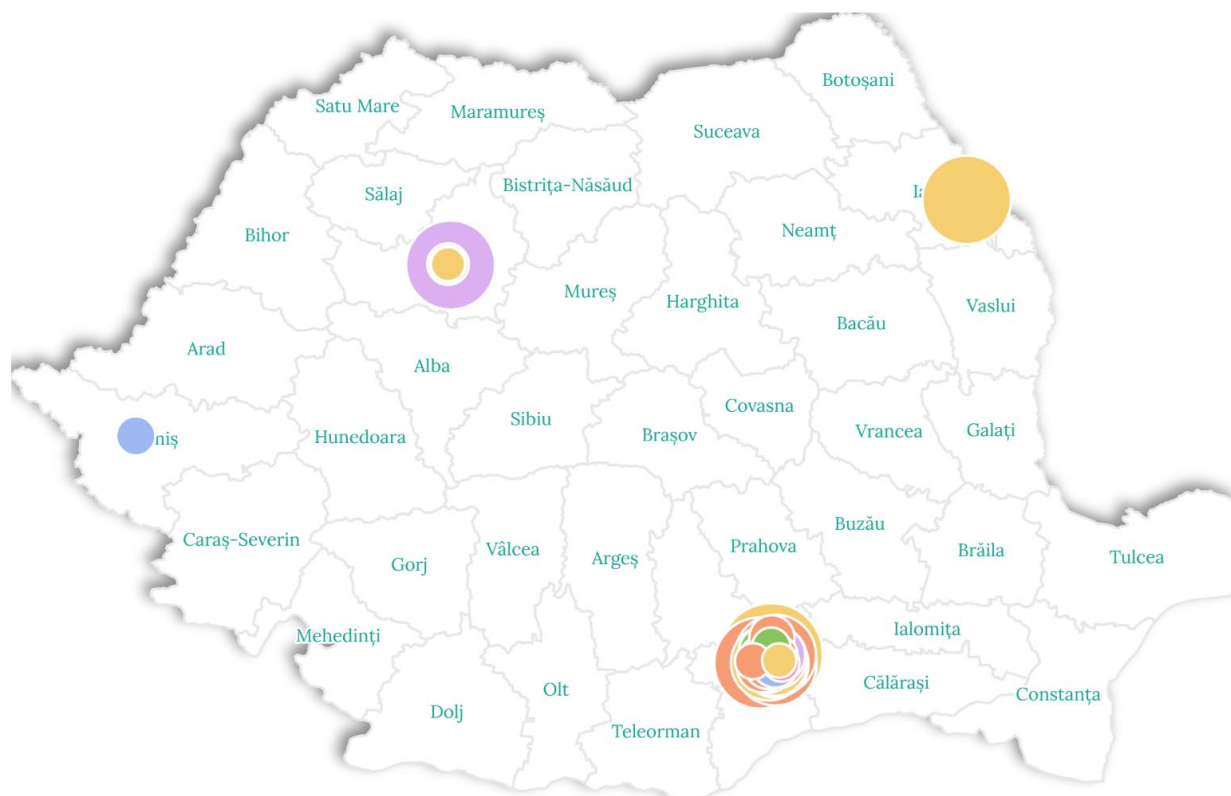 Botoșani
Satu Mare
Maramureș
Suceava
Bistrița-Năsăud
Sălaj
Neamț
Bihor
Mureș
Harghita
Vaslui
Bacău
Arad
Alba
Covasna
Sibiu
Vrancea
Galați
Hunedoara
Brașov
Buzău
Caraș-Severin
Vâlcea
Prahova
Brăila
Tulcea
Argeș
Gorj
Ialomița
Mehedinți
Călărași
Olt
Constanța
Dolj
Teleorman